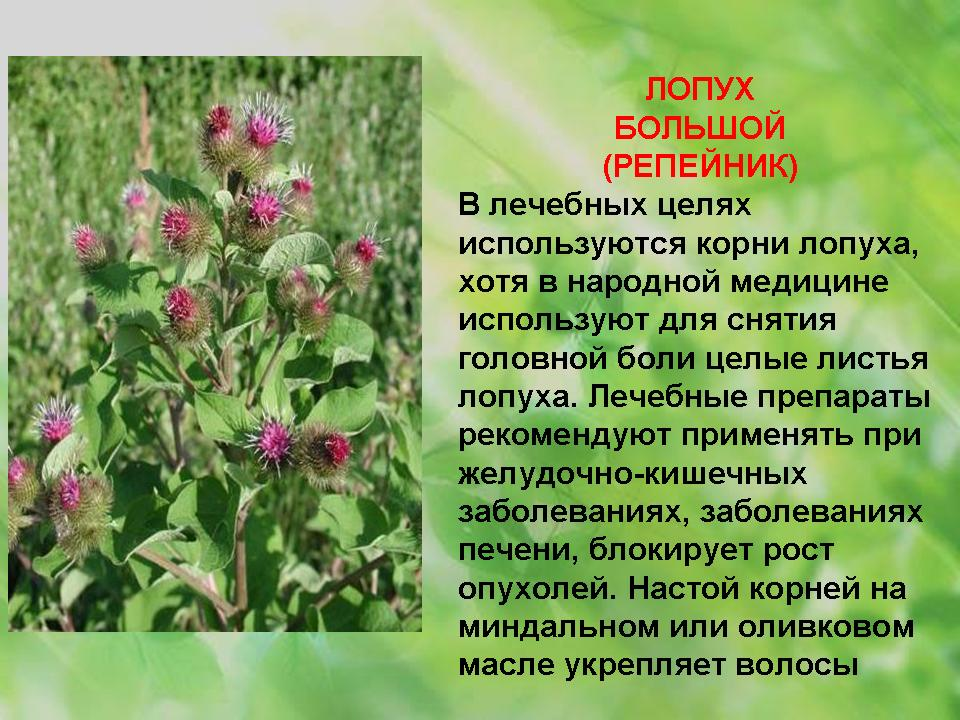 ЛОПУХ
БОЛЬШОЙ
(РЕПЕЙНИК)
В лечебных целях
используются корни лопуха,
хотя в народной медицине
используют для снятия
головной боли целые листья
лопуха. Лечебные препараты
рекомендуют применять при
желудочно-кишечных
заболеваниях, заболеваниях
печени, блокирует рост
опухолей. Настой корней на
миндальном или оливковом
масле укрепляет волосы